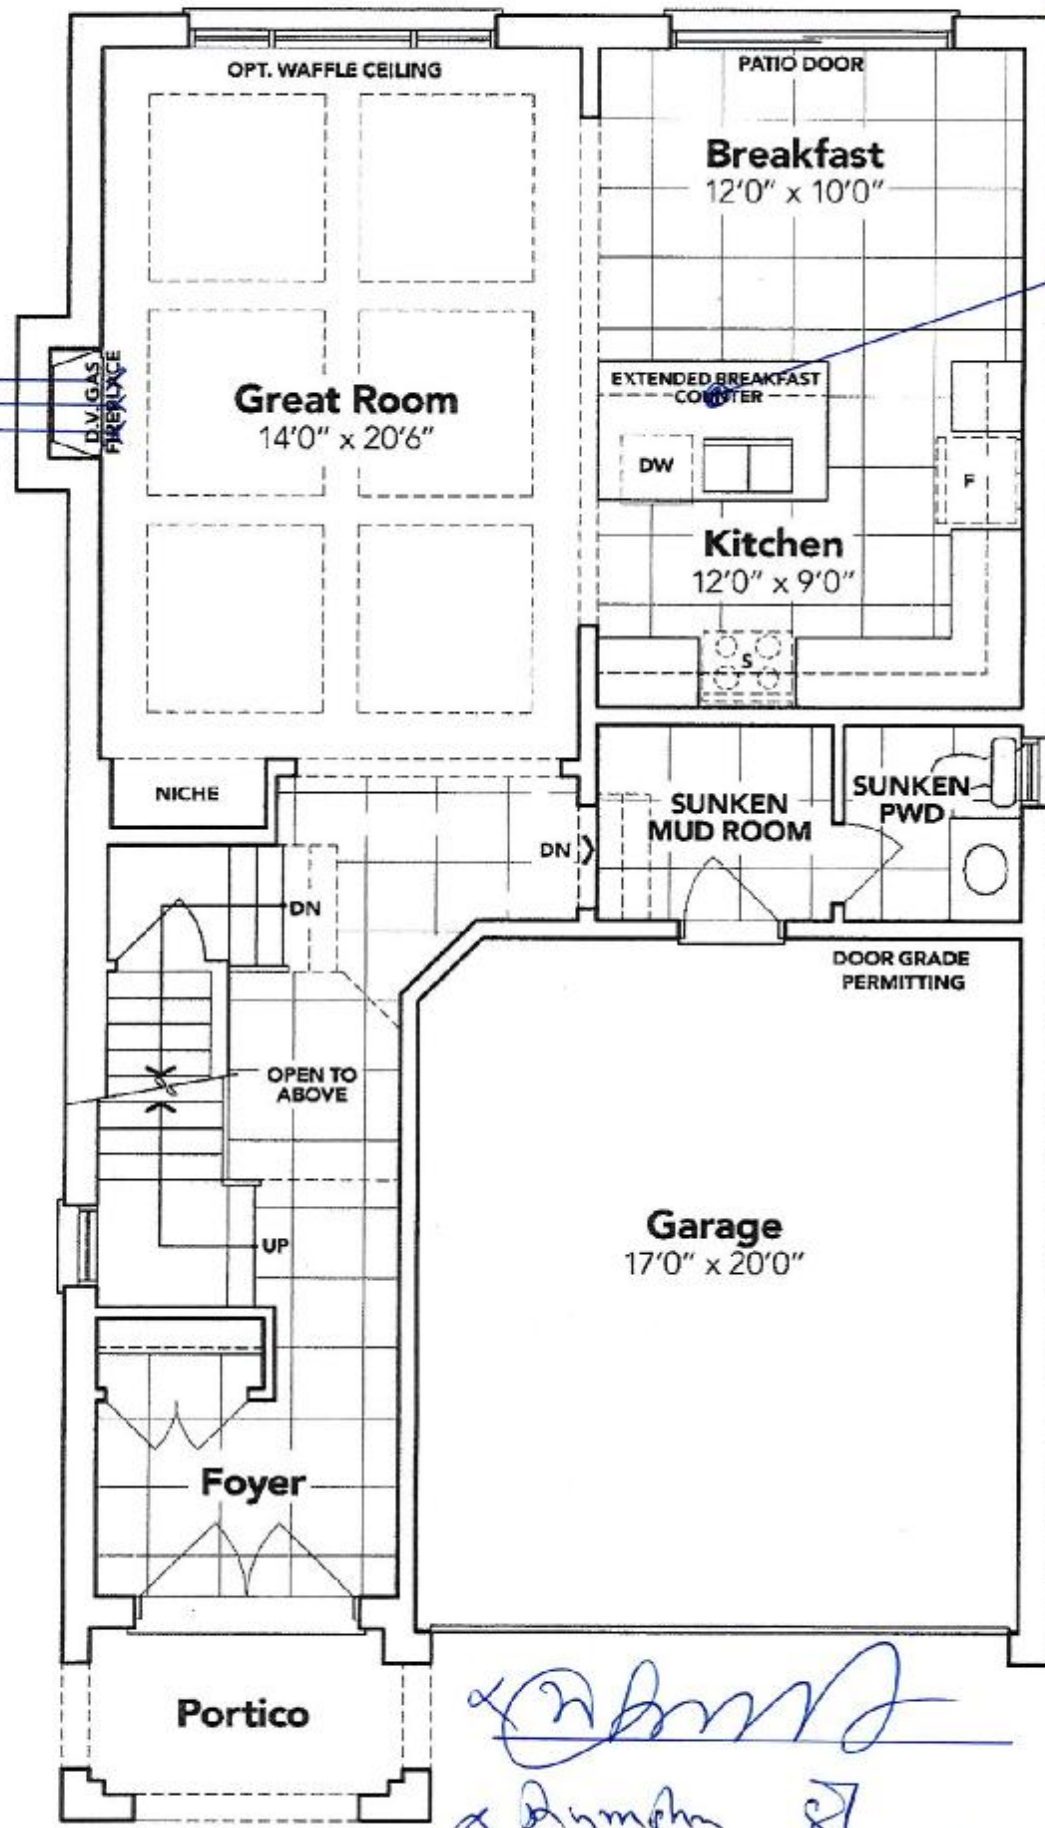 OPT. WAFFLE CEILING
PATIO DOOR
Breakfast
12'0" x 10'0"
D.V. GAS
FIREPLACE
Great Room
14'0" x 20'6"
EXTENDED BREAKFAST
COUNTER
DW
F
Kitchen
12'0" x 9'0"
S
NICHE
SUNKEN
MUD ROOM
SUNKEN
PWD
DN
DN
DOOR GRADE
PERMITTING
OPEN TO
ABOVE
UP
Garage
17'0" x 20'0"
Foyer
Portico